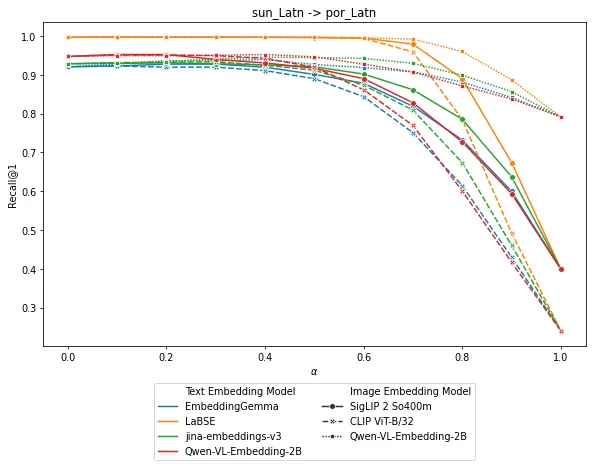 sun_Latn -> por_Latn
1.0
0.9
0.8
0.7
0.6
0.5
0.4
0.3
Recall@1
0.0 0.2 0.4 0.6 0.8 1.0
α
Text Embedding Model Image Embedding Model
EmbeddingGemma SigLIP 2 So400m
LaBSE CLIP ViT-B/32
jina-embeddings-v3 Qwen-VL-Embedding-2B
Qwen-VL-Embedding-2B